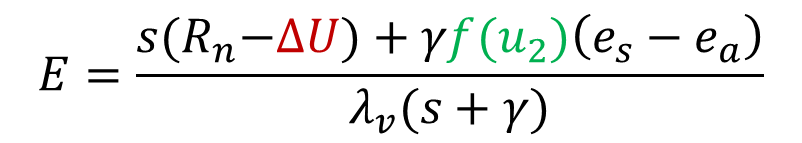 E = s(Rₙ−ΔU) + γf(u₂)(eₛ − eₐ) / λᵥ(s + γ)